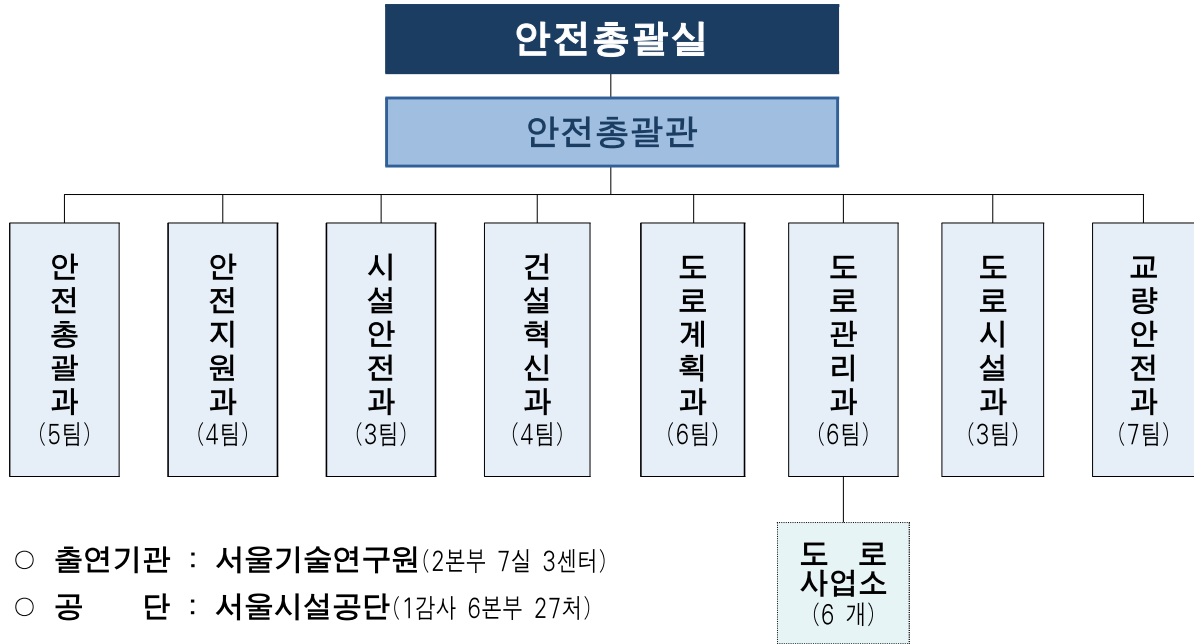 안전총괄실
안전총괄관
안전총괄과
(5팀)
안전지원과
(4팀)
시설안전과
(3팀)
건설혁신과
(4팀)
도로계획과
(6팀)
도로관리과
(6팀)
도로시설과
(3팀)
교량안전과
(7팀)
도 로
사업소
(6 개)
○ 출연기관 : 서울기술연구원(2본부 7실 3센터)
○ 공 단 : 서울시설공단(1감사 6본부 27처)